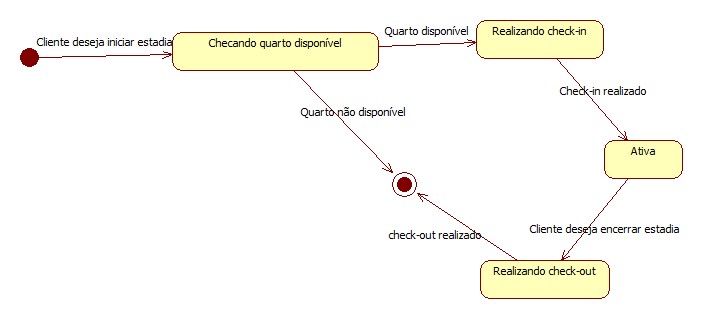 Cliente deseja iniciar estadia
Checando quarto disponível
Quarto disponível
Realizando check-in
Quarto não disponível
Check-in realizado
Ativa
Cliente deseja encerrar estadia
check-out realizado
Realizando check-out